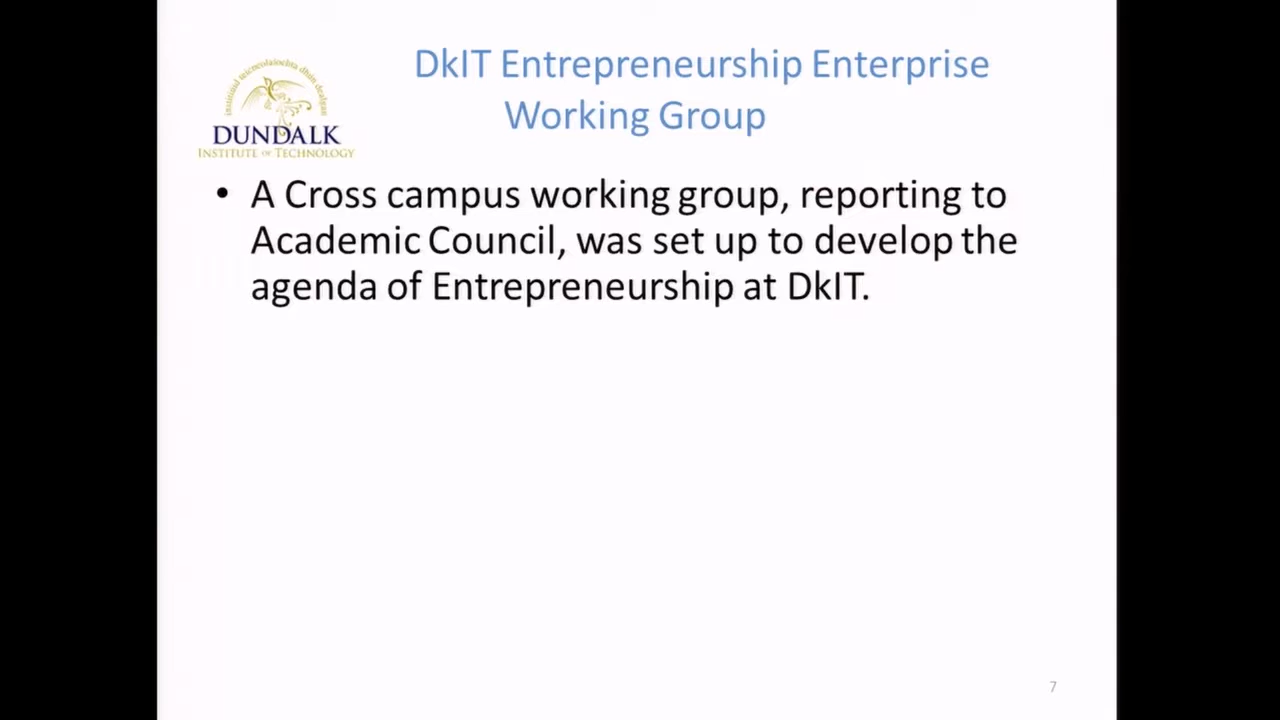 DkIT Entrepreneurship Enterprise
Working Group
DUNDALK
INSTITUTE OF TECHNOLOGY
• A Cross campus working group, reporting to
Academic Council, was set up to develop the
agenda of Entrepreneurship at DkIT.
7